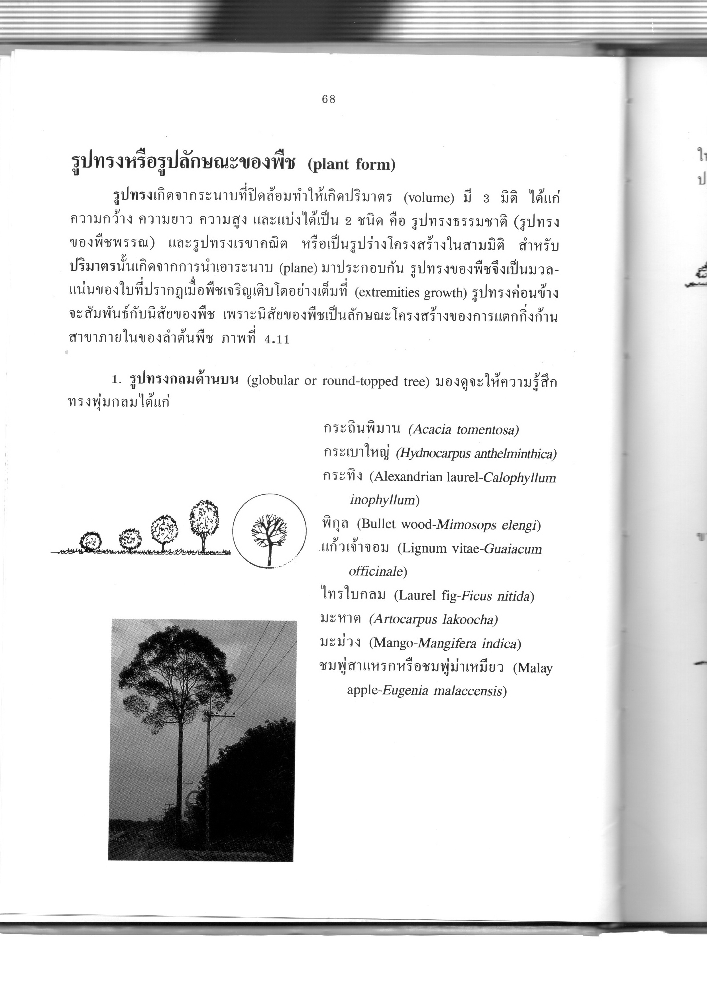 68
รูปทรงหรือรูปลักษณะของพืช (plant form)
รูปทรงเกิดจากระนาบที่ปิดล้อมทำให้เกิดปริมาตร (volume) มี 3 มิติ ได้แก่
ความกว้าง ความยาว ความสูง และแบ่งได้เป็น 2 ชนิด คือ รูปทรงธรรมชาติ (รูปทรง
ของพืชพรรณ) และรูปทรงเรขาคณิต หรือเป็นรูปร่างโครงสร้างในสามมิติ สำหรับ
ปริมาตรนั้นเกิดจากการนำเอาระนาบ (plane) มาประกอบกัน รูปทรงของพืชจึงเป็นมวล-
แน่นของใบที่ปรากฏเมื่อพืชเจริญเติบโตอย่างเต็มที่ (extremities growth) รูปทรงค่อนข้าง
จะสัมพันธ์กับนิสัยของพืช เพราะนิสัยของพืชเป็นลักษณะโครงสร้างของการแตกกิ่งก้าน
สาขาภายในของลำต้นพืช ภาพที่ 4.11
1. รูปทรงกลมด้านบน (globular or round-topped tree) มองดูจะให้ความรู้สึก
ทรงพุ่มกลมได้แก่
กระถินพิมาน (Acacia tomentosa)
กระเบาใหญ่ (Hydnocarpus anthelminthica)
กระทิง (Alexandrian laurel-Calophyllum
inophyllum)
พิกุล (Bullet wood-Mimosops elengi)
แก้วเจ้าจอม (Lignum vitae-Guaiacum
officinale)
ไทรใบกลม (Laurel fig-Ficus nitida)
มะหาด (Artocarpus lakoocha)
มะม่วง (Mango-Mangifera indica)
ชมพู่สาแหรกหรือชมพู่ม่าเหมียว (Malay
apple-Eugenia malaccensis)